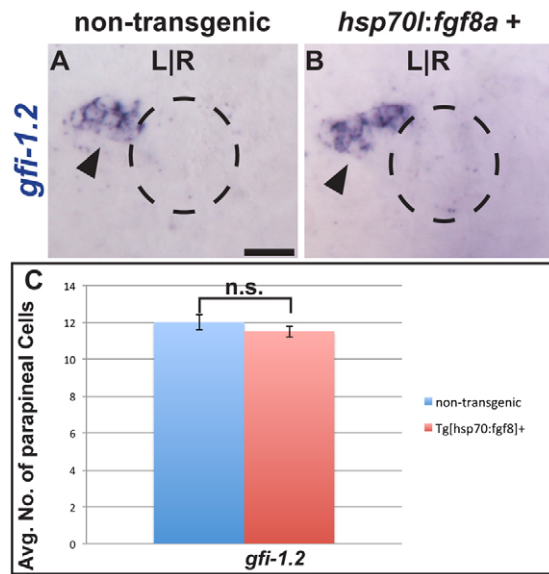 non-transgenic
hsp70l:fgf8a +
A
L|R
B
L|R
gfi-1.2
C
n.s.
14
12
10
8
6
4
2
0
Avg. No. of parapineal Cells
gfi-1.2
non-transgenic
Tg[hsp70:fgf8]+